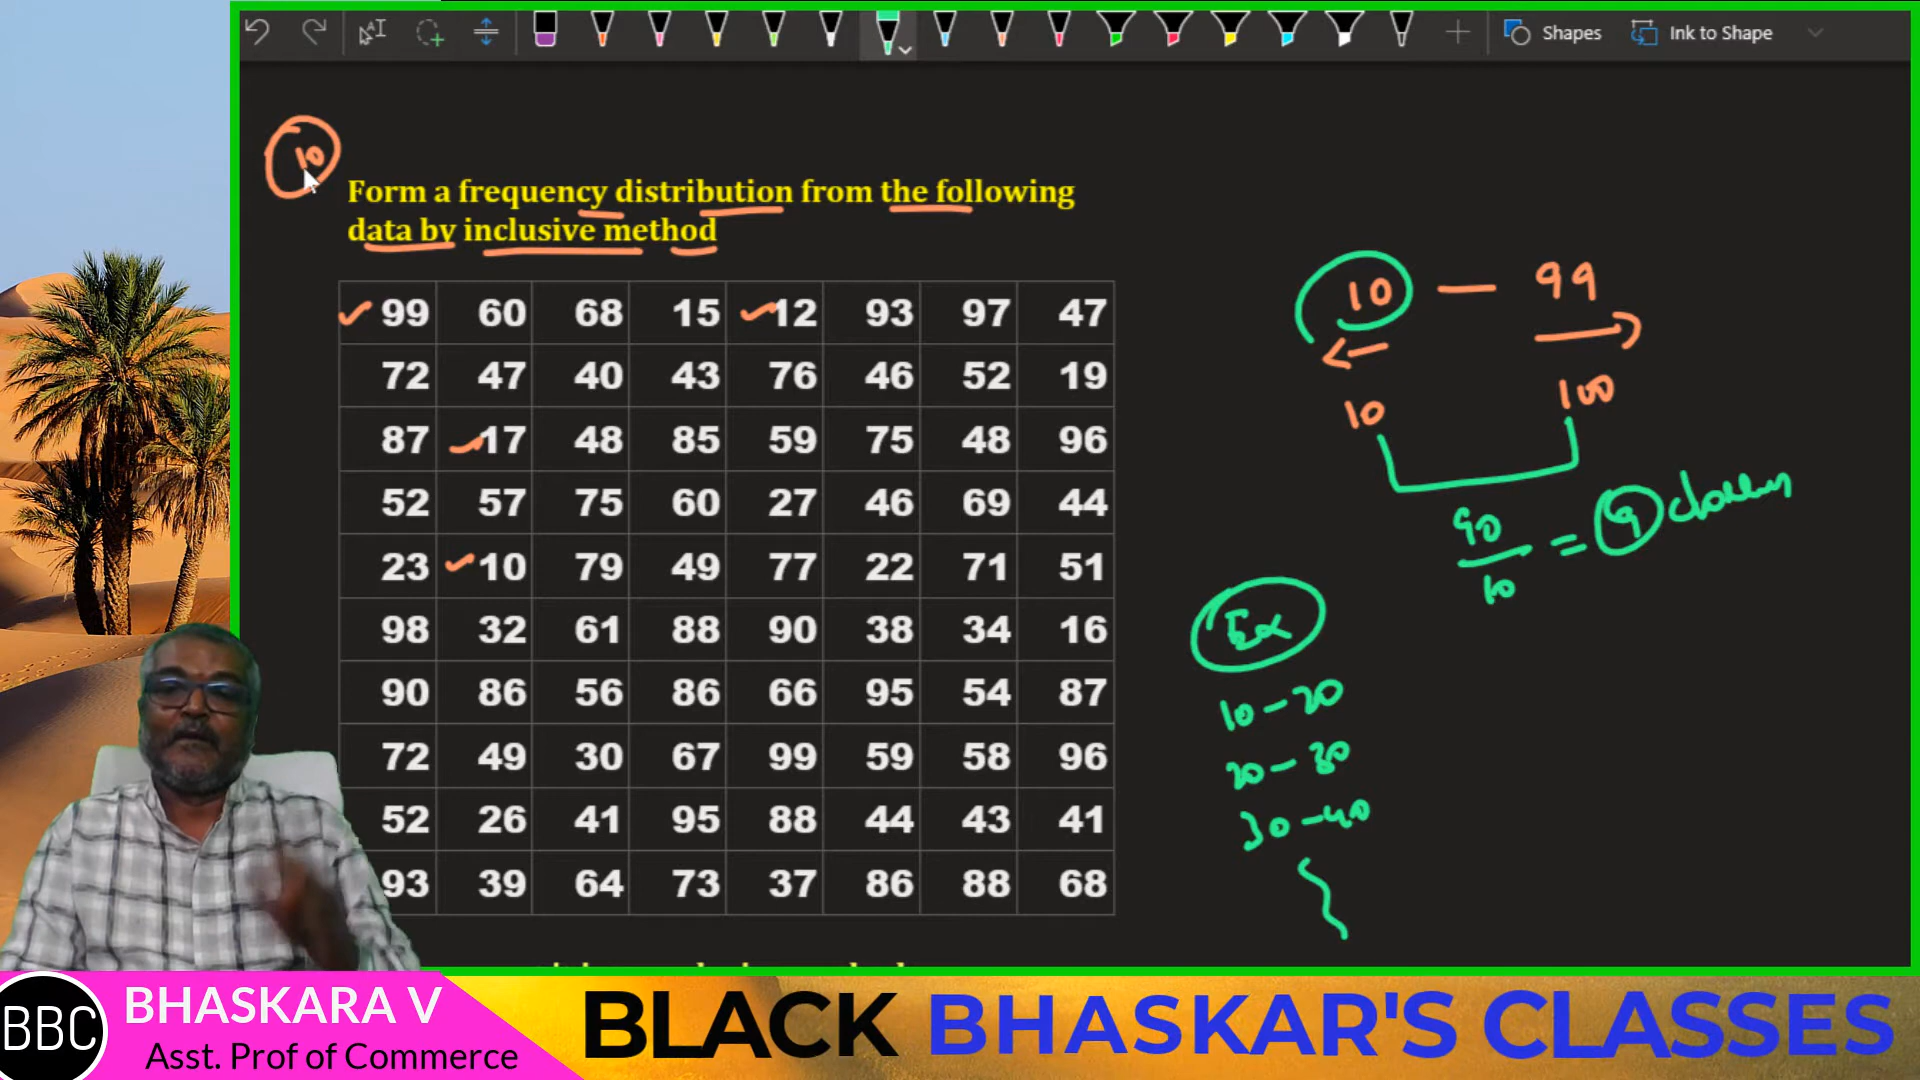 Shapes Ink to Shape
10
Form a frequency distribution from the following
data by inclusive method
99 60 68 15 12 93 97 47
72 47 40 43 76 46 52 19
87 17 48 85 59 75 48 96
52 57 75 60 27 46 69 44
23 10 79 49 77 22 71 51
98 32 61 88 90 38 34 16
90 86 56 86 66 95 54 87
72 49 30 67 99 59 58 96
52 26 41 95 88 44 43 41
93 39 64 73 37 86 88 68
10 — 99
10 100
90
10
= 9 classes
Ex
10-20
20-30
30-40
BBC
BHASKARA V
Asst. Prof of Commerce
BLACK BHASKAR'S CLASSES